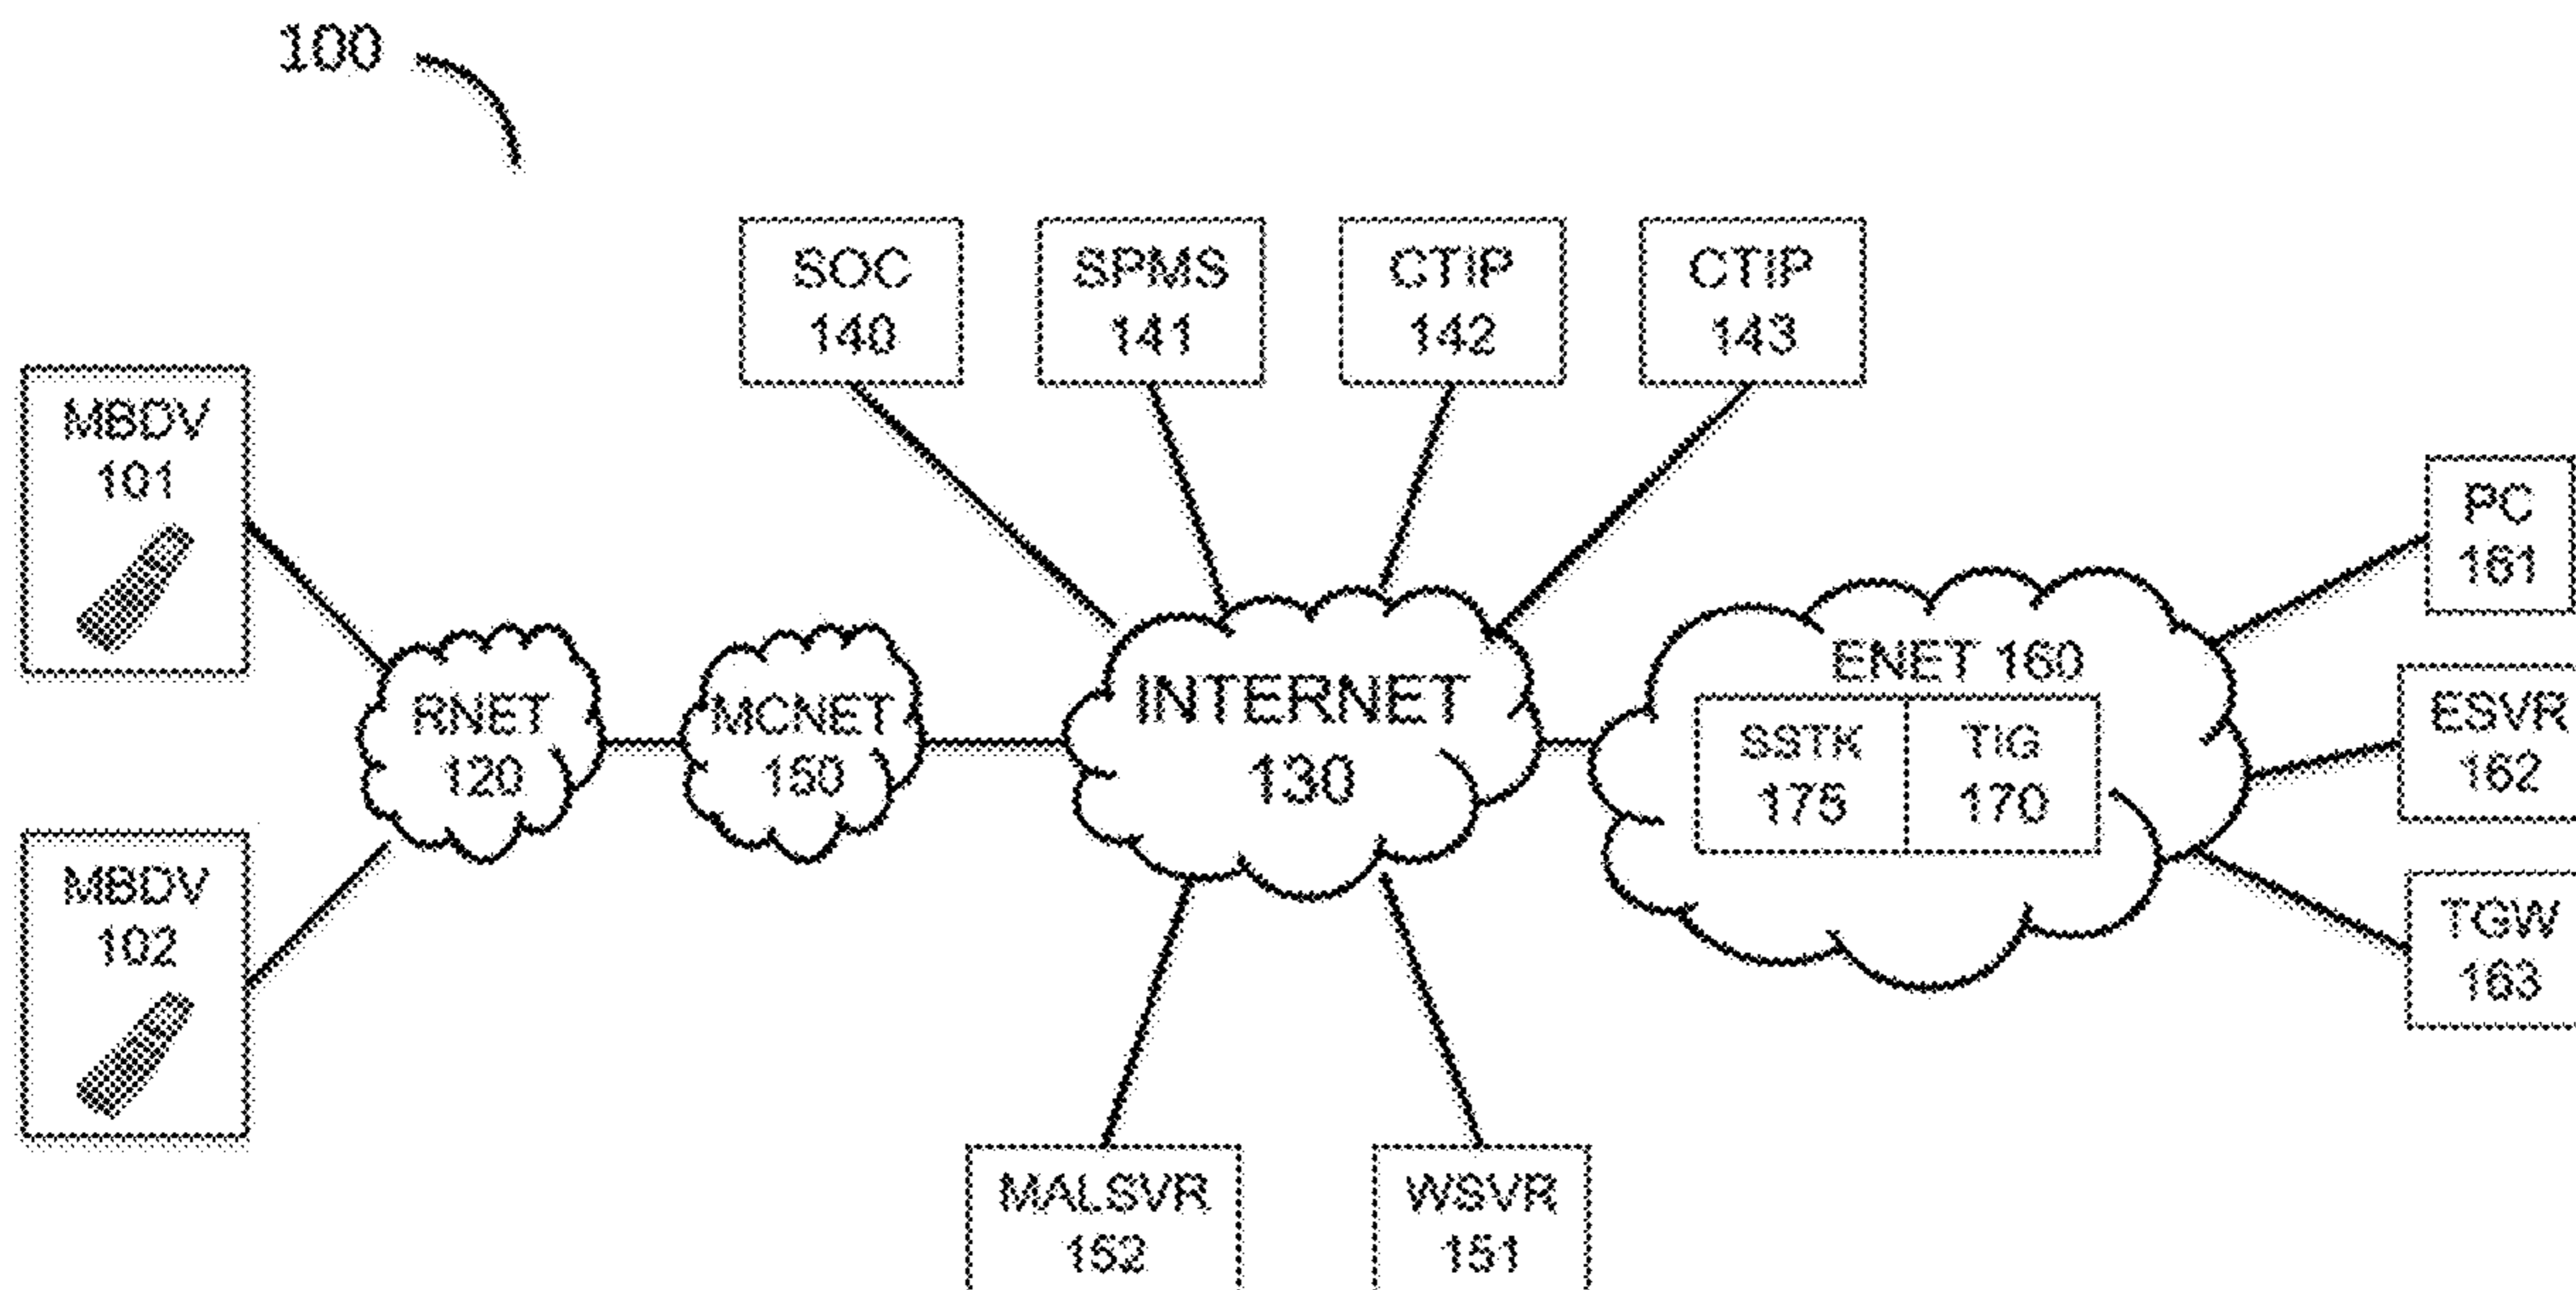 100
SOC
140
SPMS
141
CTIP
142
CTIP
143
MBDV
101
MBDV
102
RNET
120
MCNET
150
INTERNET
130
ENET 160
SSTK
175
TIG
170
PC
161
ESVR
162
TGW
163
MALSVR
152
WSVR
151